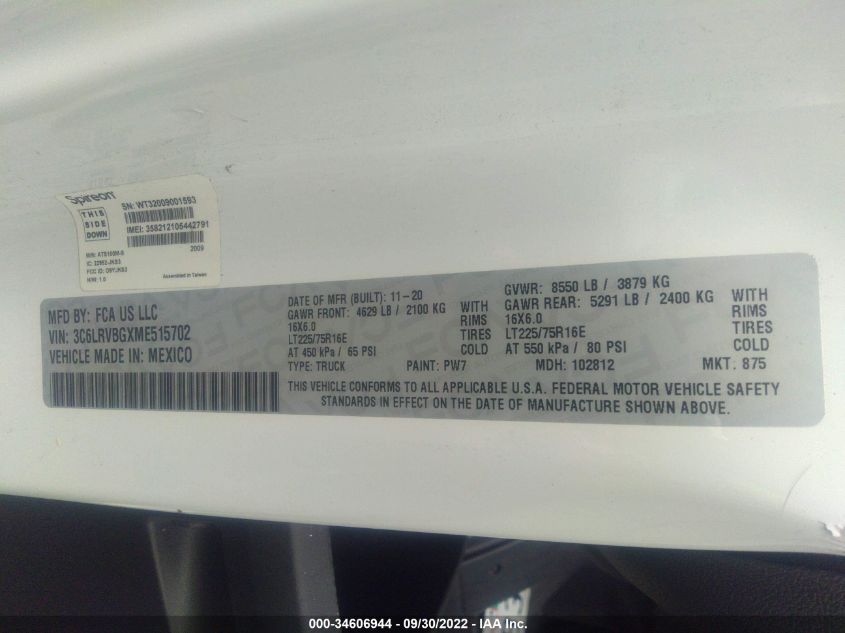 Spireon
THIS SIDE DOWN
SN: WT32009001593
IMEI: 358212105442791
2009
IC: 22952-JK53
H/W: 1.0
Assembled in Taiwan
MFD BY: FCA US LLC
VIN: 3C6LRVBGXME515702
VEHICLE MADE IN: MEXICO
DATE OF MFR (BUILT): 11-20
GAWR FRONT: 4629 LB / 2100 KG WITH
16X6.0 RIMS
LT225/75R16E TIRES
AT 450 kPa / 65 PSI COLD
TYPE: TRUCK PAINT: PW7
GVWR: 8550 LB / 3879 KG
GAWR REAR: 5291 LB / 2400 KG WITH
16X6.0 RIMS
LT225/75R16E TIRES
AT 550 kPa / 80 PSI COLD
MDH: 102812 MKT: 875
THIS VEHICLE CONFORMS TO ALL APPLICABLE U.S.A. FEDERAL MOTOR VEHICLE SAFETY
STANDARDS IN EFFECT ON THE DATE OF MANUFACTURE SHOWN ABOVE.
000-34606944 - 09/30/2022 - IAA Inc.